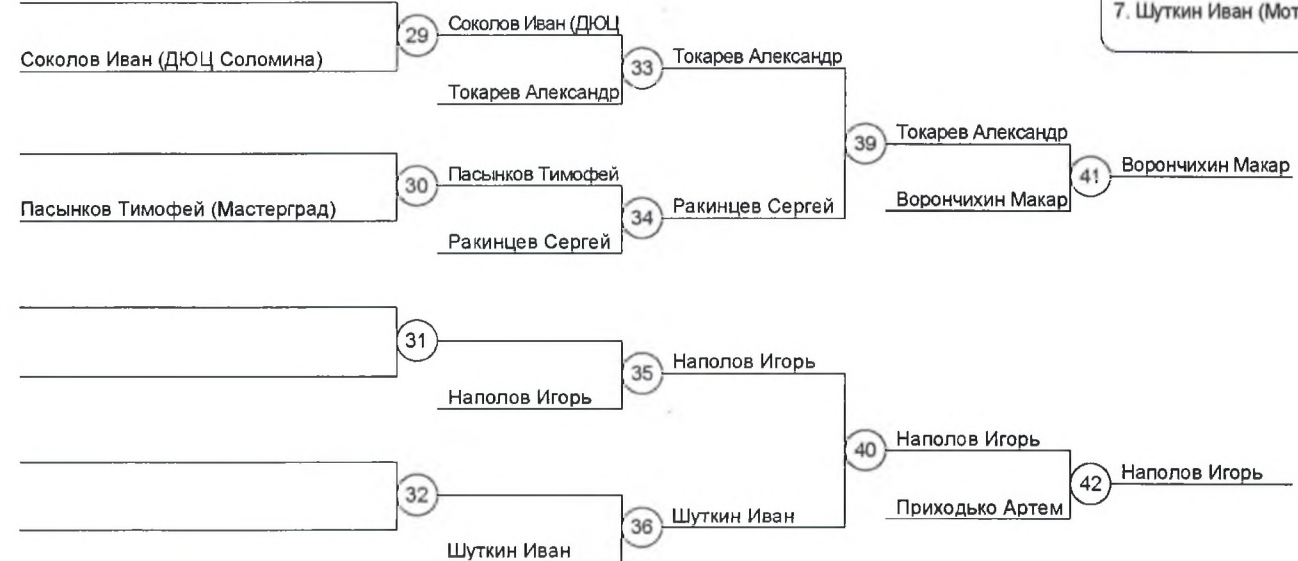 7. Шуткин Иван (Мот
29
Соколов Иван (ДЮЦ
Соколов Иван (ДЮЦ Соломина)
33
Токарев Александр
Токарев Александр
39
Токарев Александр
30
Пасынков Тимофей
Пасынков Тимофей (Мастерград)
41
Ворончихин Макар
Ворончихин Макар
34
Ракинцев Сергей
Ракинцев Сергей
31
35
Наполов Игорь
Наполов Игорь
40
Наполов Игорь
32
42
Наполов Игорь
Приходько Артем
36
Шуткин Иван
Шуткин Иван